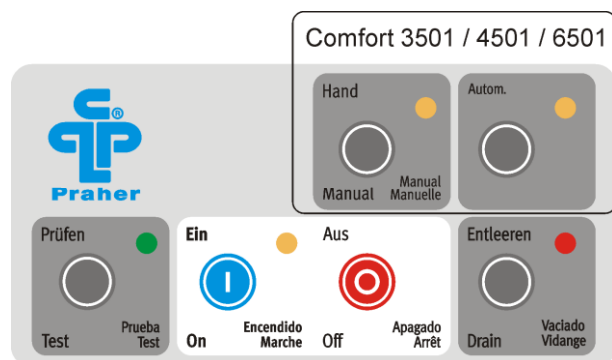 Comfort 3501 / 4501 / 6501
Hand
Autom.
Manual
Manual
Manuelle
®
Praher
Prüfen
Test
Prueba
Test
Ein
On
Encendido
Marche
Aus
Off
Apagado
Arrêt
Entleeren
Drain
Vaciado
Vidange